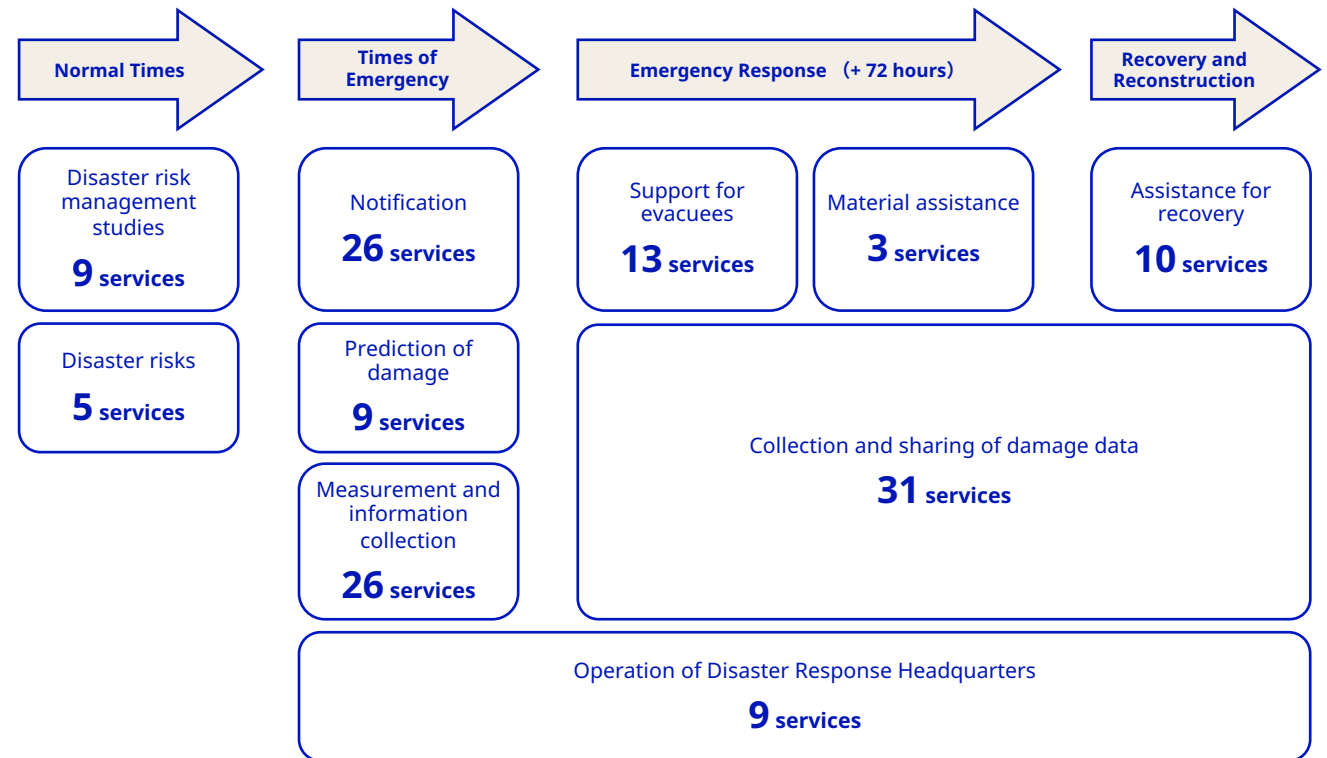 Normal Times
Times of
Emergency
Emergency Response （+ 72 hours）
Recovery and
Reconstruction
Disaster risk
management
studies
9 services
Notification
26 services
Support for
evacuees
13 services
Material assistance
3 services
Assistance for
recovery
10 services
Disaster risks
5 services
Prediction of
damage
9 services
Measurement and
information
collection
26 services
Collection and sharing of damage data
31 services
Operation of Disaster Response Headquarters
9 services